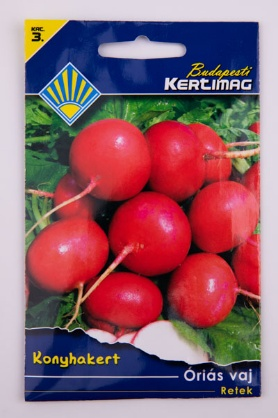 KAT.
3.
Budapesti
KERTIMAG
Konyhakert
Óriás vaj
Retek